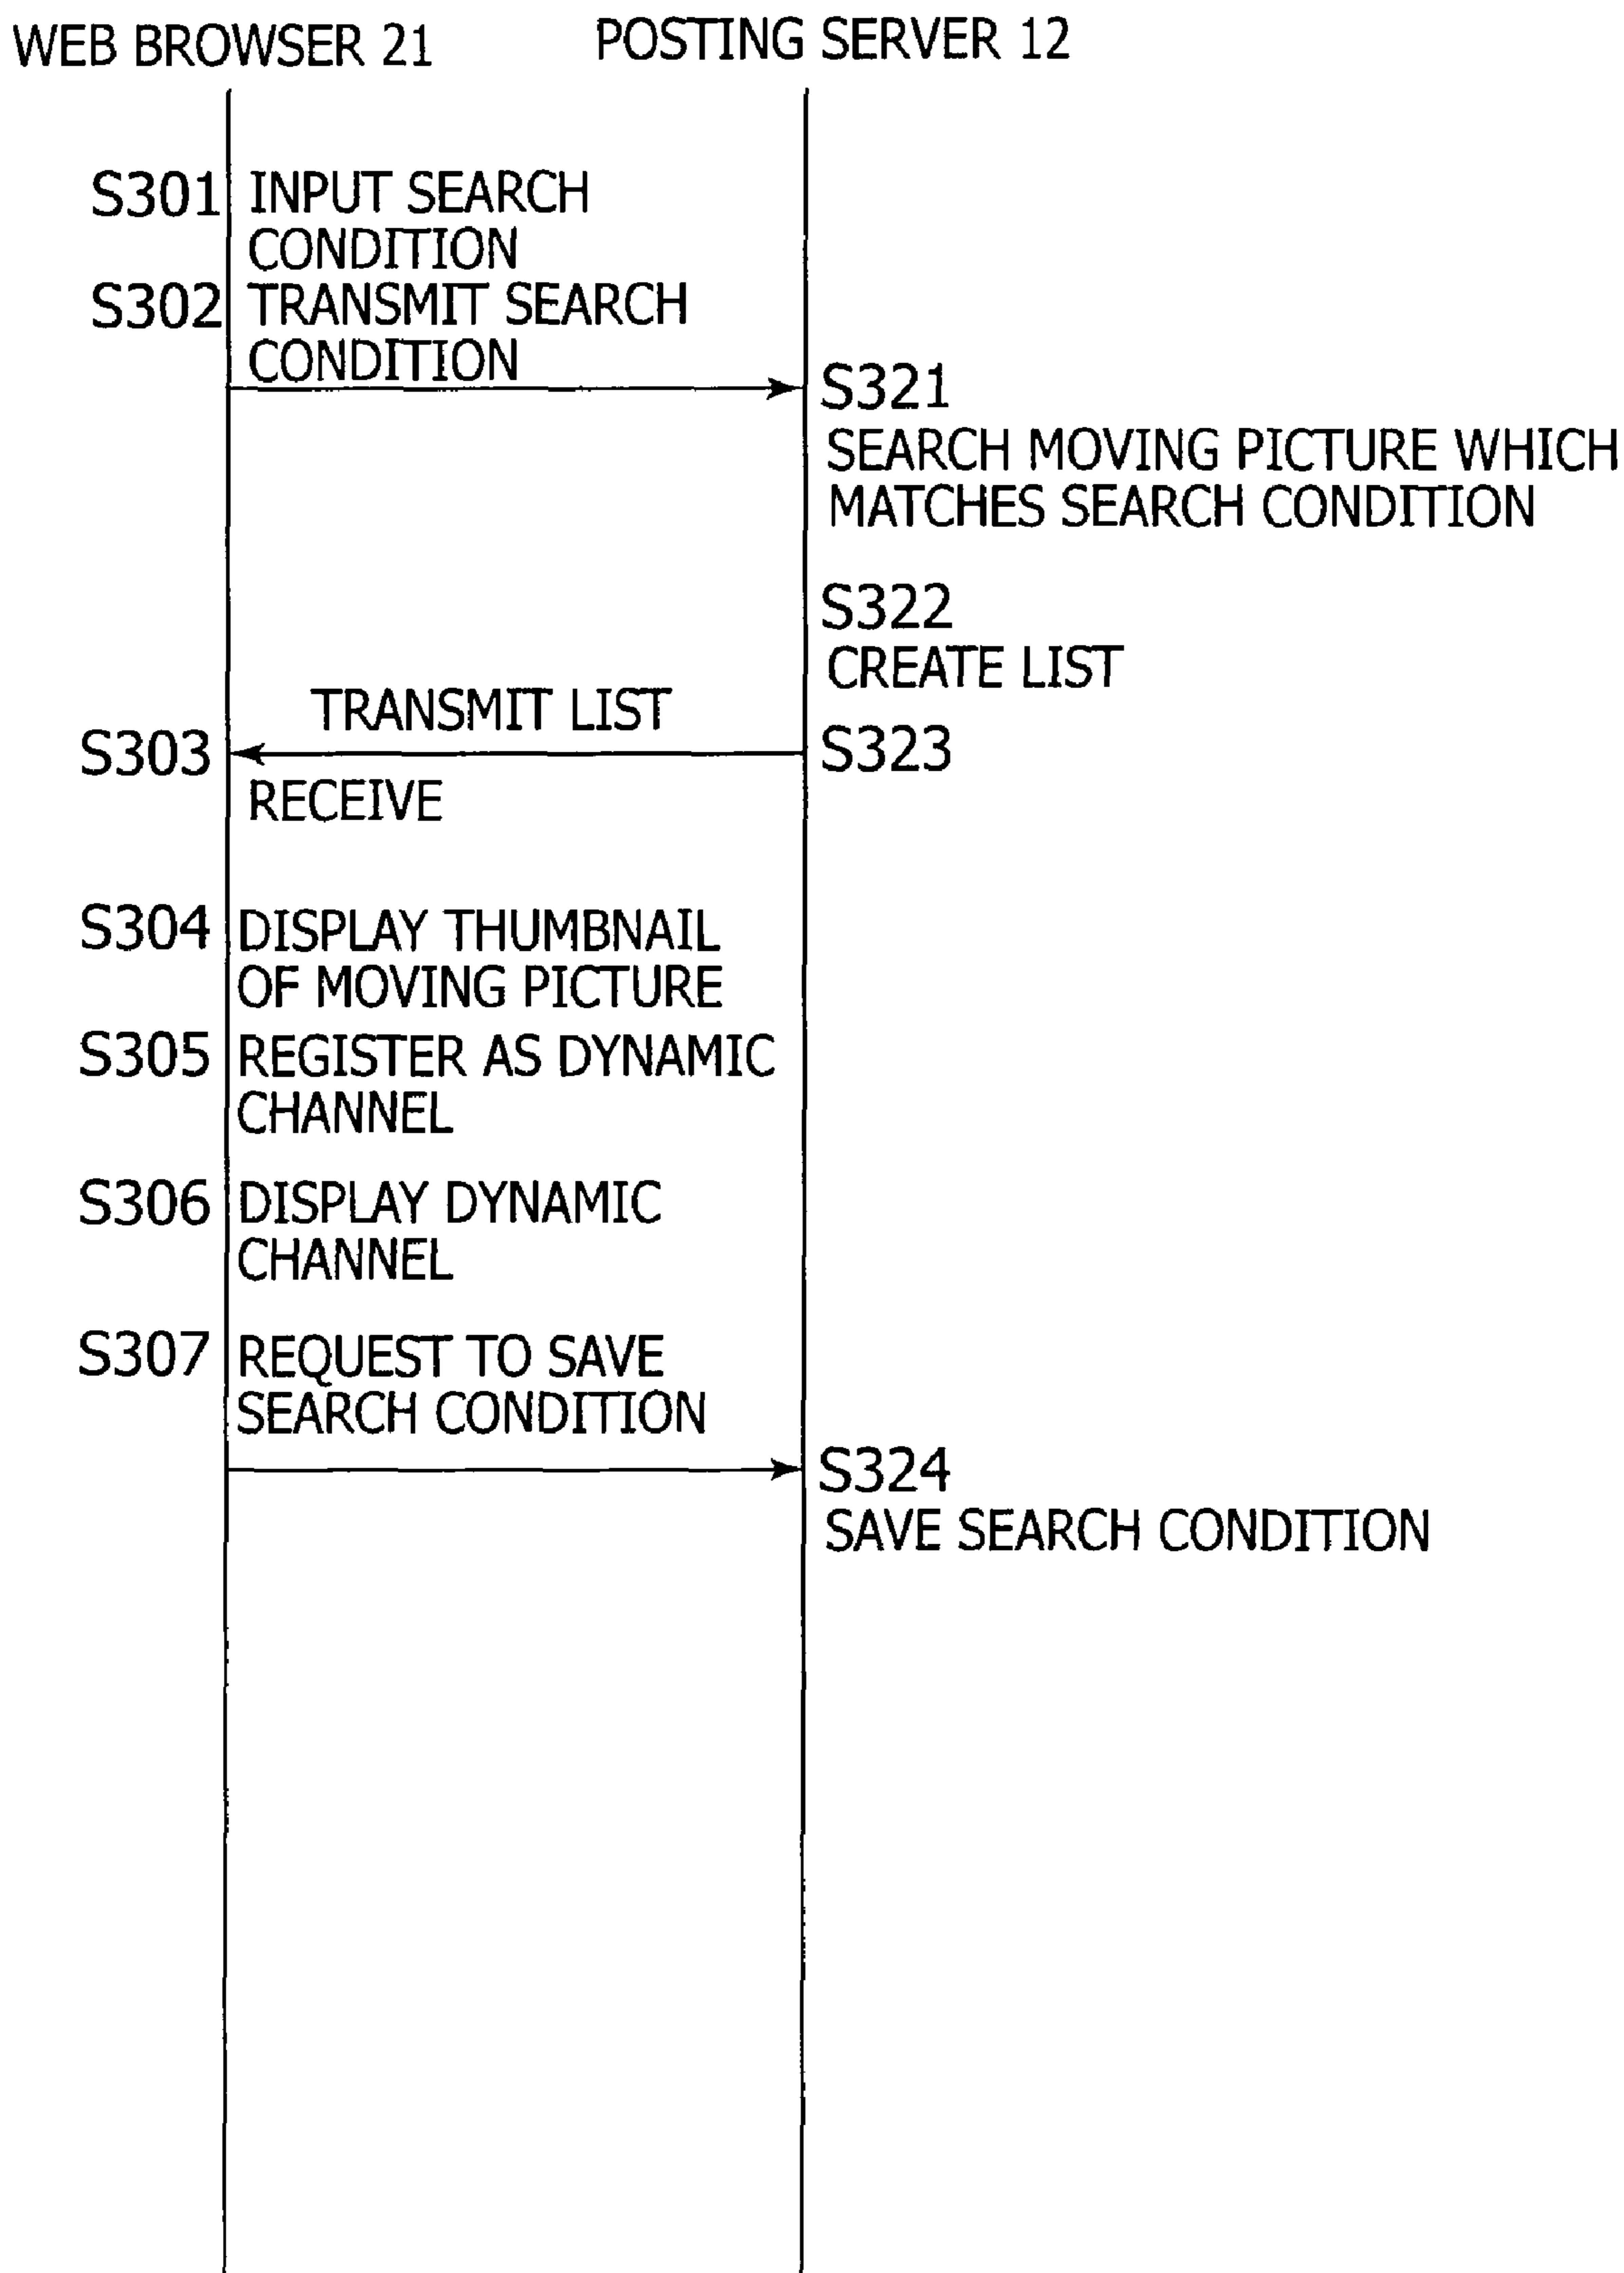 WEB BROWSER 21
POSTING SERVER 12
S301
INPUT SEARCH
CONDITION
S302
TRANSMIT SEARCH
CONDITION
S321
SEARCH MOVING PICTURE WHICH
MATCHES SEARCH CONDITION
S322
CREATE LIST
TRANSMIT LIST
S303
S323
RECEIVE
S304
DISPLAY THUMBNAIL
OF MOVING PICTURE
S305
REGISTER AS DYNAMIC
CHANNEL
S306
DISPLAY DYNAMIC
CHANNEL
S307
REQUEST TO SAVE
SEARCH CONDITION
S324
SAVE SEARCH CONDITION